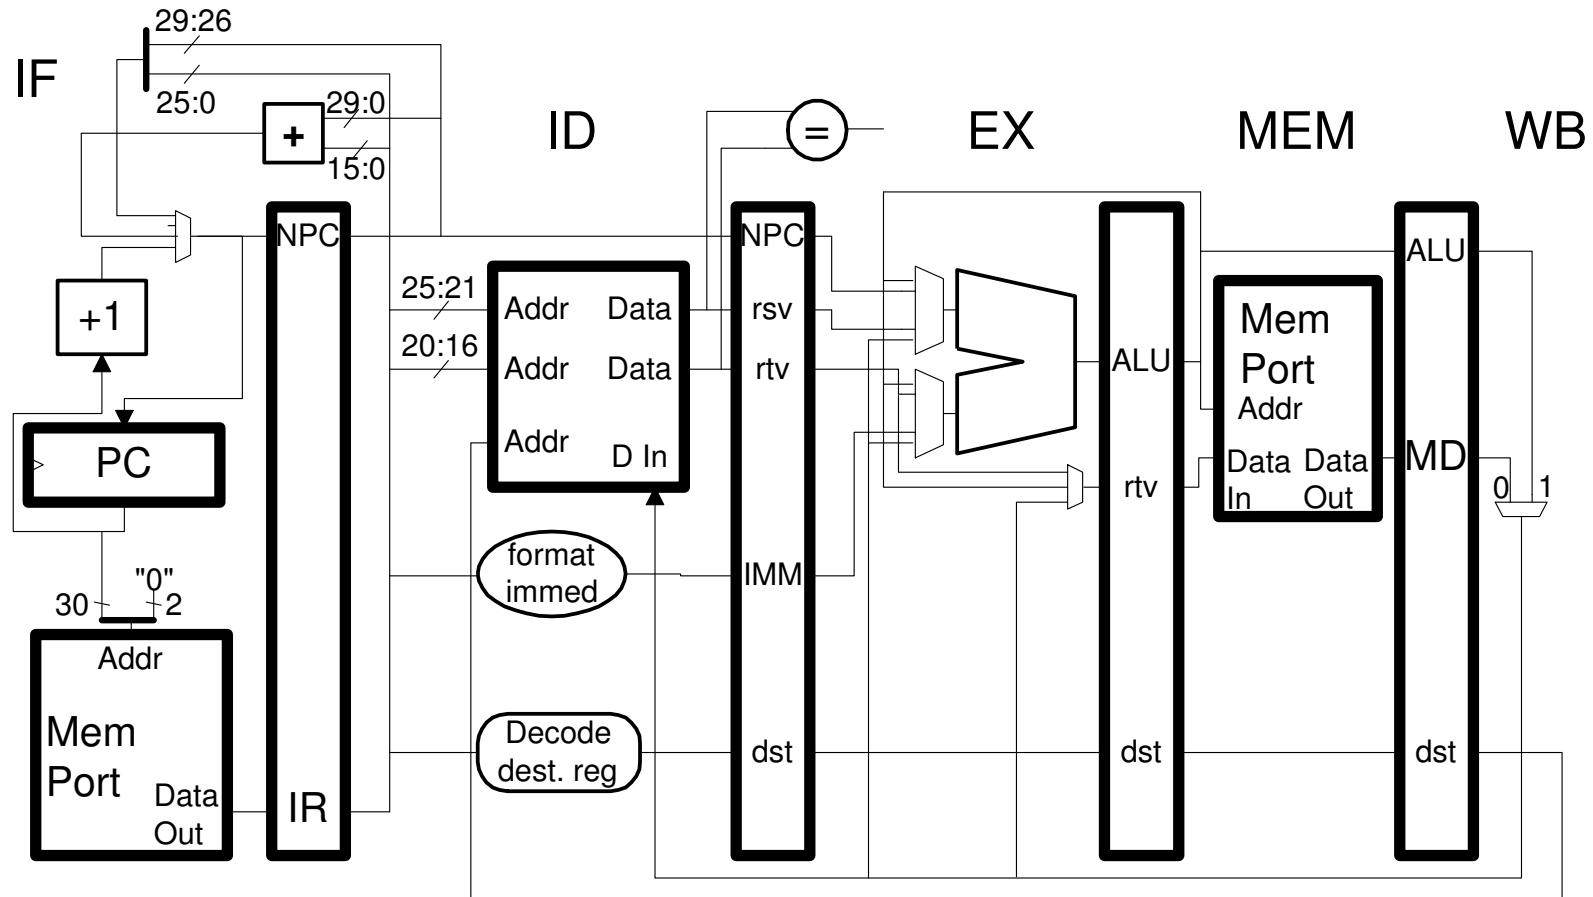 29:26
IF
25:0
29:0
+
15:0
ID
=
EX
MEM
WB
NPC
NPC
ALU
+1
25:21
Addr
Data
rsv
20:16
Addr
Data
rtv
ALU
Mem
Port
Addr
PC
Addr
D In
Data
In
Data
Out
MD
rtv
0
1
format
immed
IMM
"0"
30
2
Addr
Mem
Port
Data
Out
IR
Decode
dest. reg
dst
dst
dst